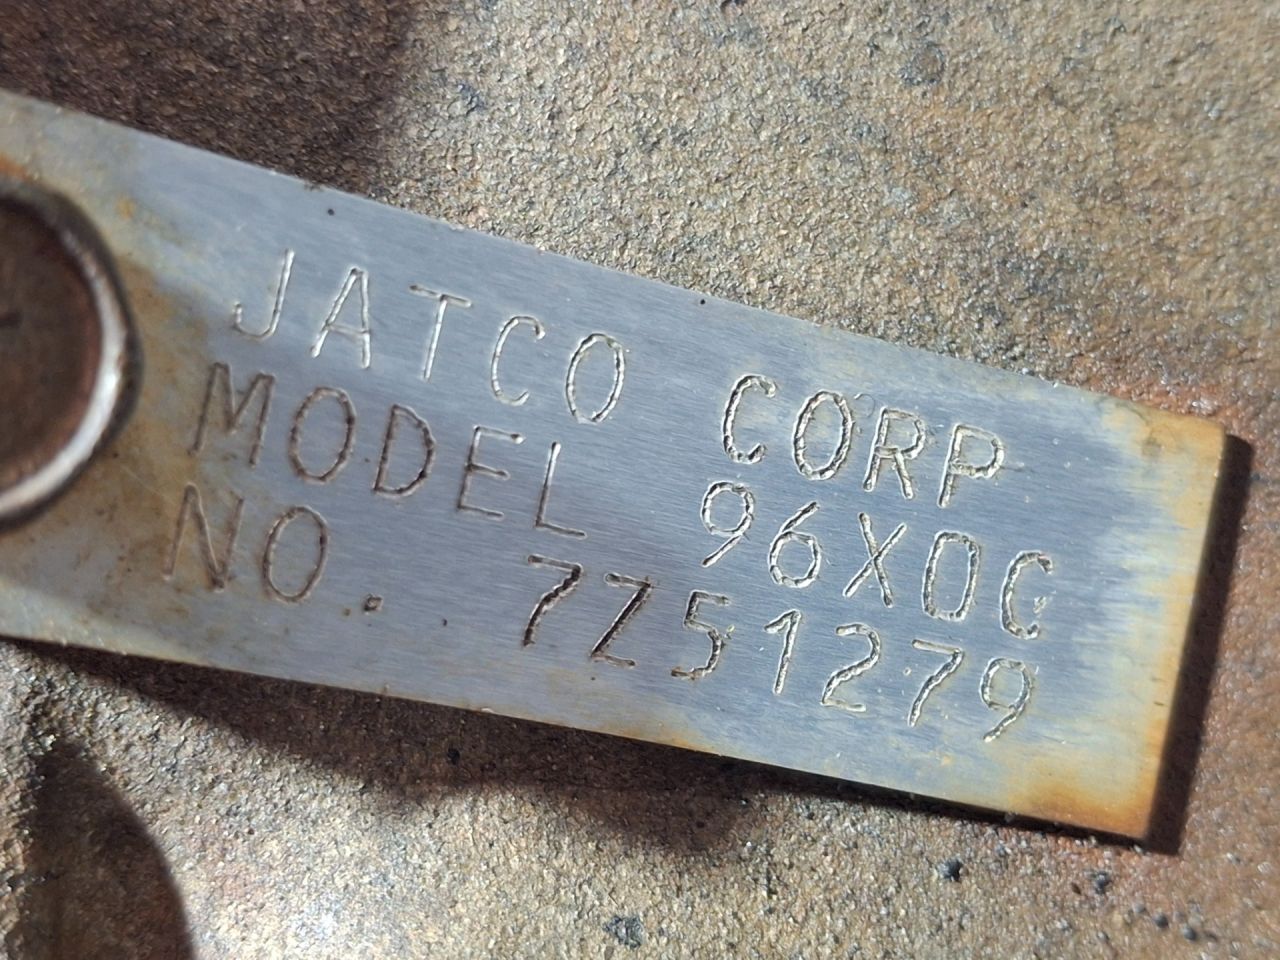 JATCO CORP
MODEL 96X0C
NO. 7Z51279